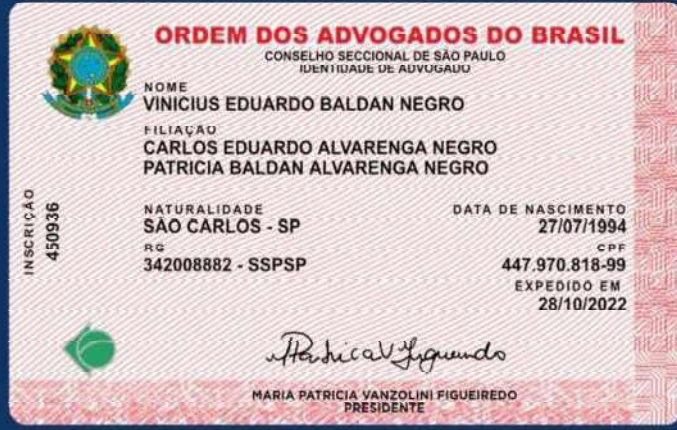 ORDEM DOS ADVOGADOS DO BRASIL
CONSELHO SECCIONAL DE SÃO PAULO
IDENTIDADE DE ADVOGADO
NOME
VINICIUS EDUARDO BALDAN NEGRO
FILIAÇÃO
CARLOS EDUARDO ALVARENGA NEGRO
PATRICIA BALDAN ALVARENGA NEGRO
INSCRIÇÃO
450936
NATURALIDADE
SÃO CARLOS - SP
DATA DE NASCIMENTO
27/07/1994
RG
342008882 - SSPSP
CPF
447.970.818-99
EXPEDIDO EM
28/10/2022
MARIA PATRICIA VANZOLINI FIGUEIREDO
PRESIDENTE